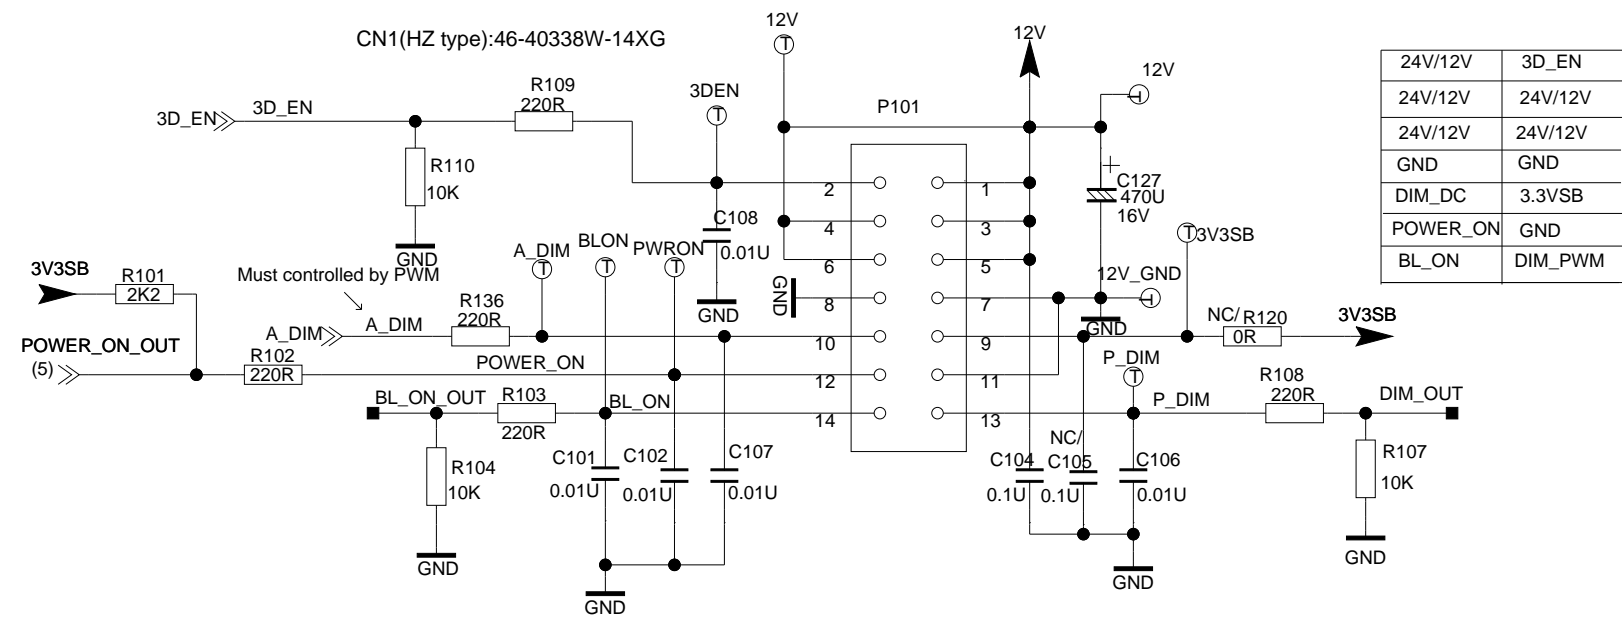 CN1(HZ type):46-40338W-14XG
12V
12V
12V
T
T
24V/12V 3D_EN
24V/12V 24V/12V
24V/12V 24V/12V
GND GND
DIM_DC 3.3VSB
POWER_ON GND
BL_ON DIM_PWM
3D_EN
3D_EN
R109
220R
3DEN
T
P101
R110
10K
GND
C108
0.01U
GND
+
C127
470U
16V
2
4
6
8
10
12
14
1
3
5
7
9
11
13
GND
T
3V3SB
12V_GND
T
GND
3V3SB
R101
2K2
Must controlled by PWM
A_DIM
T
BLON
T
PWRON
T
A_DIM
A_DIM
R136
220R
NC/
R120
0R
3V3SB
POWER_ON_OUT
(5)
R102
220R
POWER_ON
P_DIM
T
P_DIM
R108
220R
DIM_OUT
BL_ON_OUT
R103
220R
BL_ON
R104
10K
GND
C101
0.01U
C102
0.01U
C107
0.01U
GND
C104
0.1U
NC/
C105
0.1U
C106
0.01U
GND
R107
10K
GND